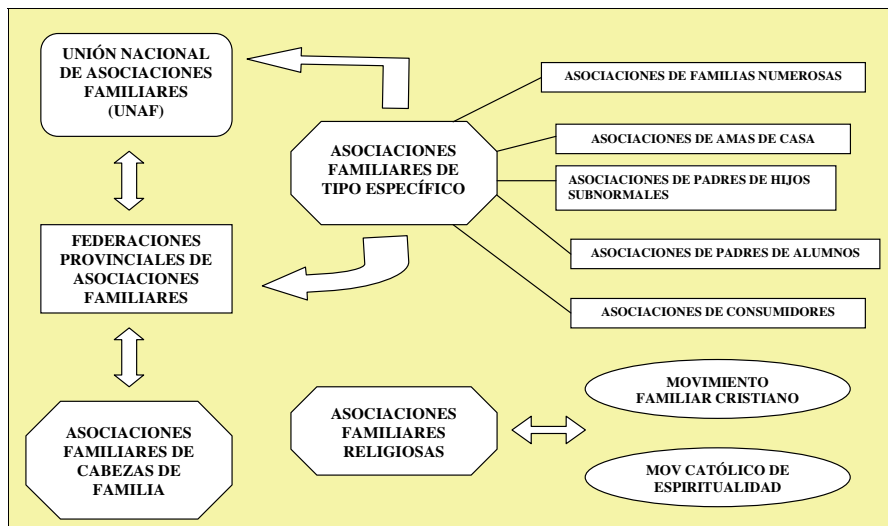 UNIÓN NACIONAL
DE ASOCIACIONES
FAMILIARES
(UNAF)
FEDERACIONES
PROVINCIALES DE
ASOCIACIONES
FAMILIARES
ASOCIACIONES
FAMILIARES DE
CABEZAS DE
FAMILIA
ASOCIACIONES
FAMILIARES DE
TIPO ESPECÍFICO
ASOCIACIONES DE FAMILIAS NUMEROSAS
ASOCIACIONES DE AMAS DE CASA
ASOCIACIONES DE PADRES DE HIJOS
SUBNORMALES
ASOCIACIONES DE PADRES DE ALUMNOS
ASOCIACIONES DE CONSUMIDORES
ASOCIACIONES
FAMILIARES
RELIGIOSAS
MOVIMIENTO
FAMILIAR CRISTIANO
MOV CATÓLICO DE
ESPIRITUALIDAD